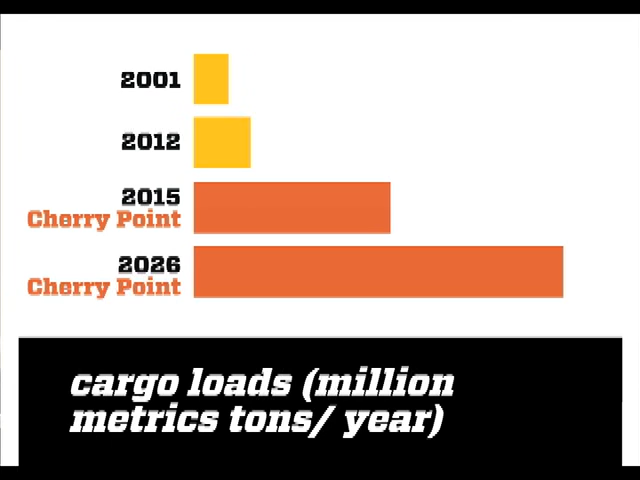 2001
2012
2015
Cherry Point
2026
Cherry Point
cargo loads (million
metrics tons/ year)